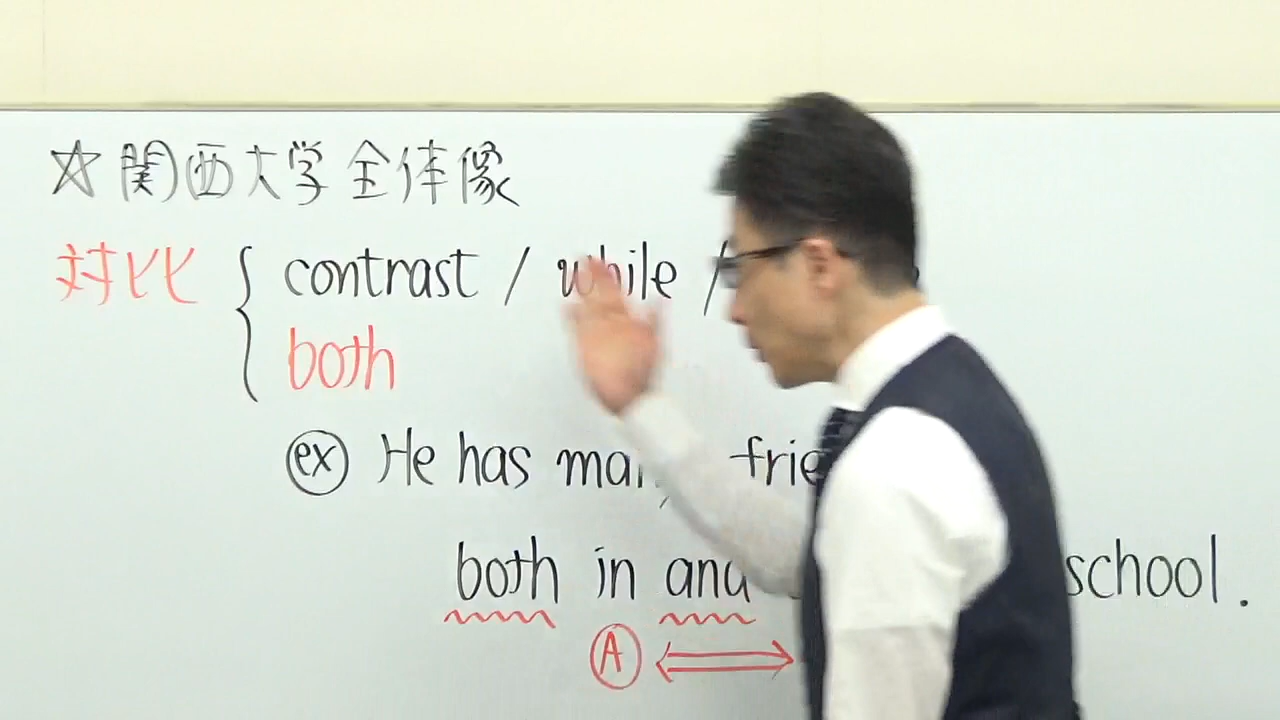 ☆関西大学全体像
対比 { contrast / while /
both
ex He has man frie
both in and school.
A ⟺